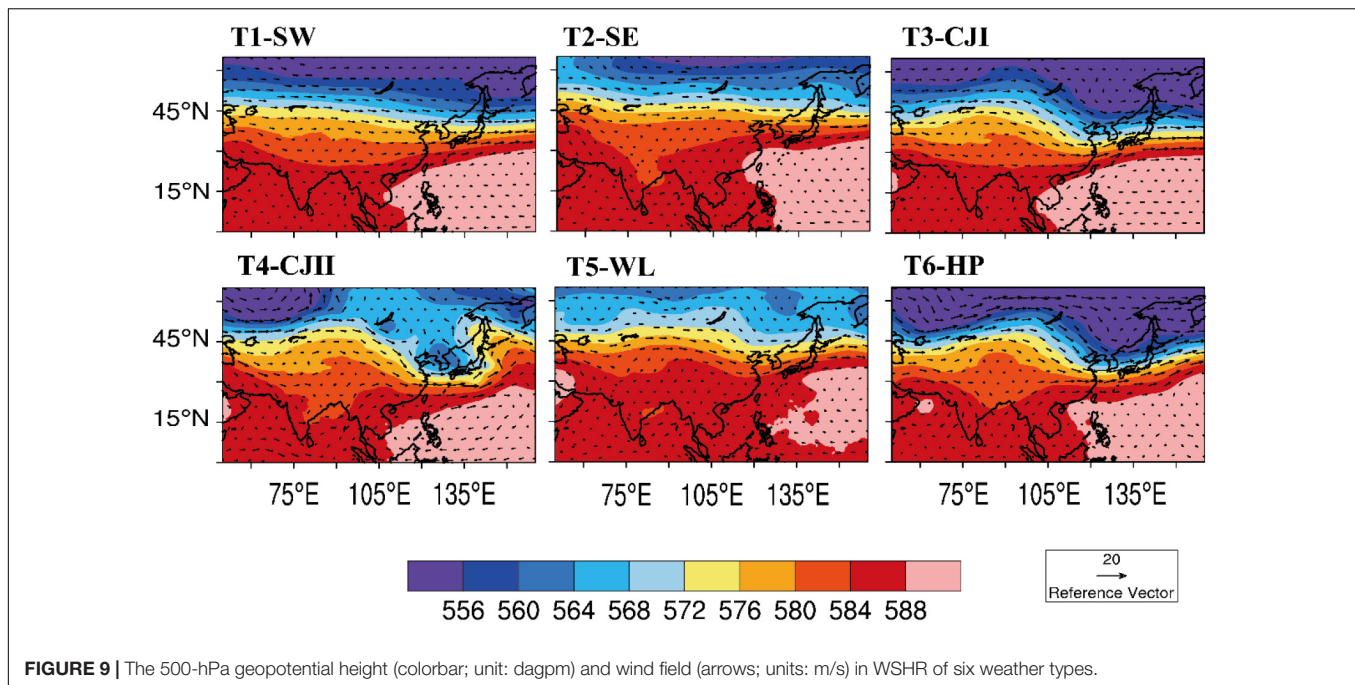 T1-SW T2-SE T3-CJI
45°N
15°N
T4-CJII T5-WL T6-HP
45°N
15°N
75°E 105°E 135°E 75°E 105°E 135°E 75°E 105°E 135°E
556 560 564 568 572 576 580 584 588
20
Reference Vector
FIGURE 9 | The 500-hPa geopotential height (colorbar; unit: dagpm) and wind field (arrows; units: m/s) in WSHR of six weather types.